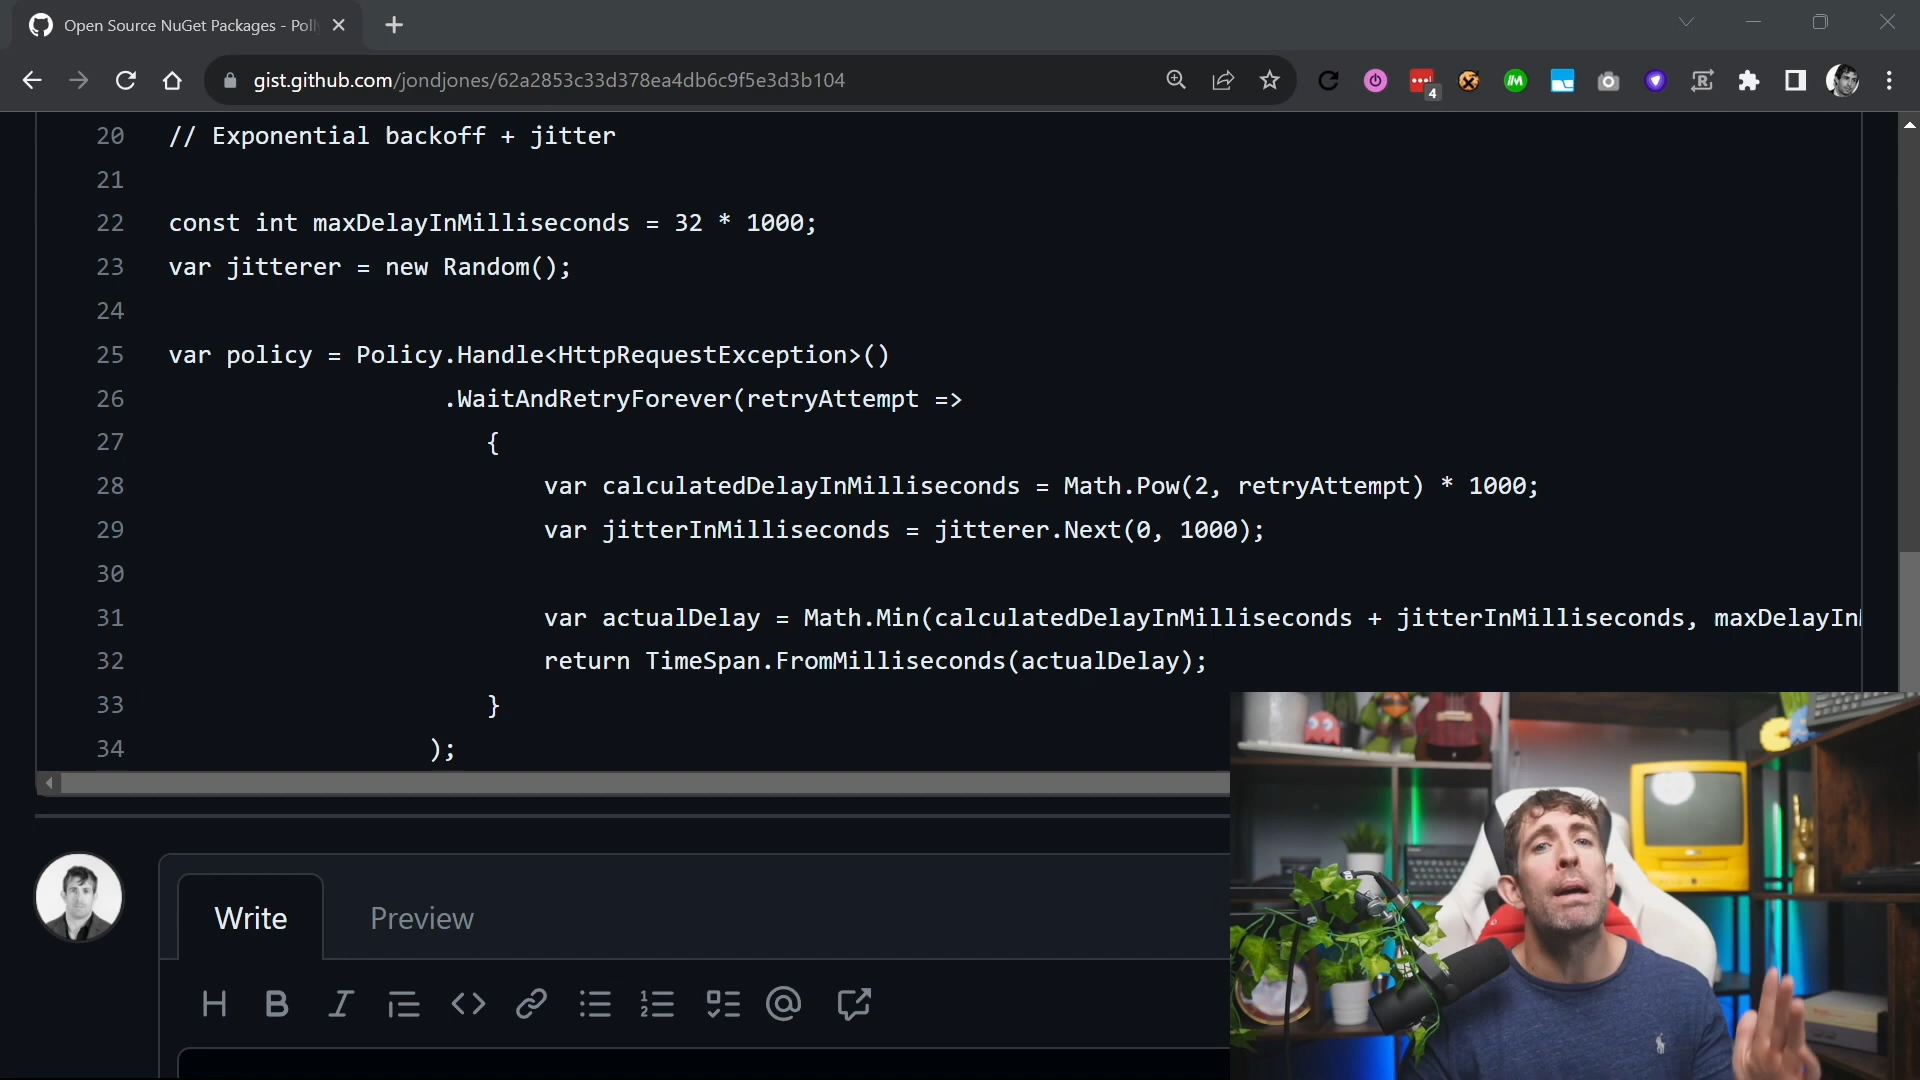 Open Source NuGet Packages - Poll
gist.github.com/jondjones/62a2853c33d378ea4db6c9f5e3d3b104
4
20 // Exponential backoff + jitter
21
22 const int maxDelayInMilliseconds = 32 * 1000;
23 var jitterer = new Random();
24
25 var policy = Policy.Handle<HttpRequestException>()
26 .WaitAndRetryForever(retryAttempt =>
27 {
28 var calculatedDelayInMilliseconds = Math.Pow(2, retryAttempt) * 1000;
29 var jitterInMilliseconds = jitterer.Next(0, 1000);
30
31 var actualDelay = Math.Min(calculatedDelayInMilliseconds + jitterInMilliseconds, maxDelayIn
32 return TimeSpan.FromMilliseconds(actualDelay);
33 }
34 );
Write Preview